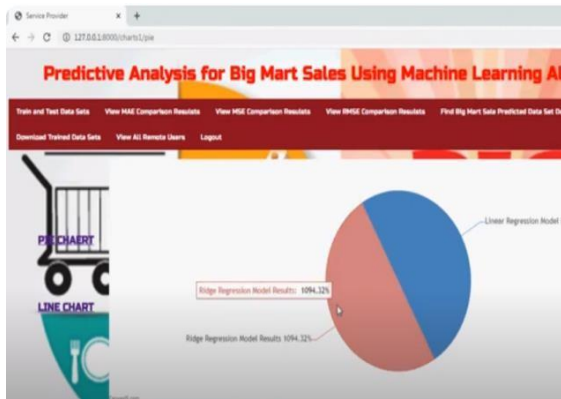 Service Provider
127.0.0.1:8000/charts1/pie
Predictive Analysis for Big Mart Sales Using Machine Learning Al
Train and Test Data Sets View MAE Comparison Results View MSE Comparison Results View RMSE Comparison Results Find Big Mart Sale Predicted Data Set De
Download Trained Data Sets View All Remote Users Logout
Linear Regression Model
PIE CHAERT
Ridge Regression Model Results: 1094.32%
LINE CHART
Ridge Regression Model Results 1094.32%